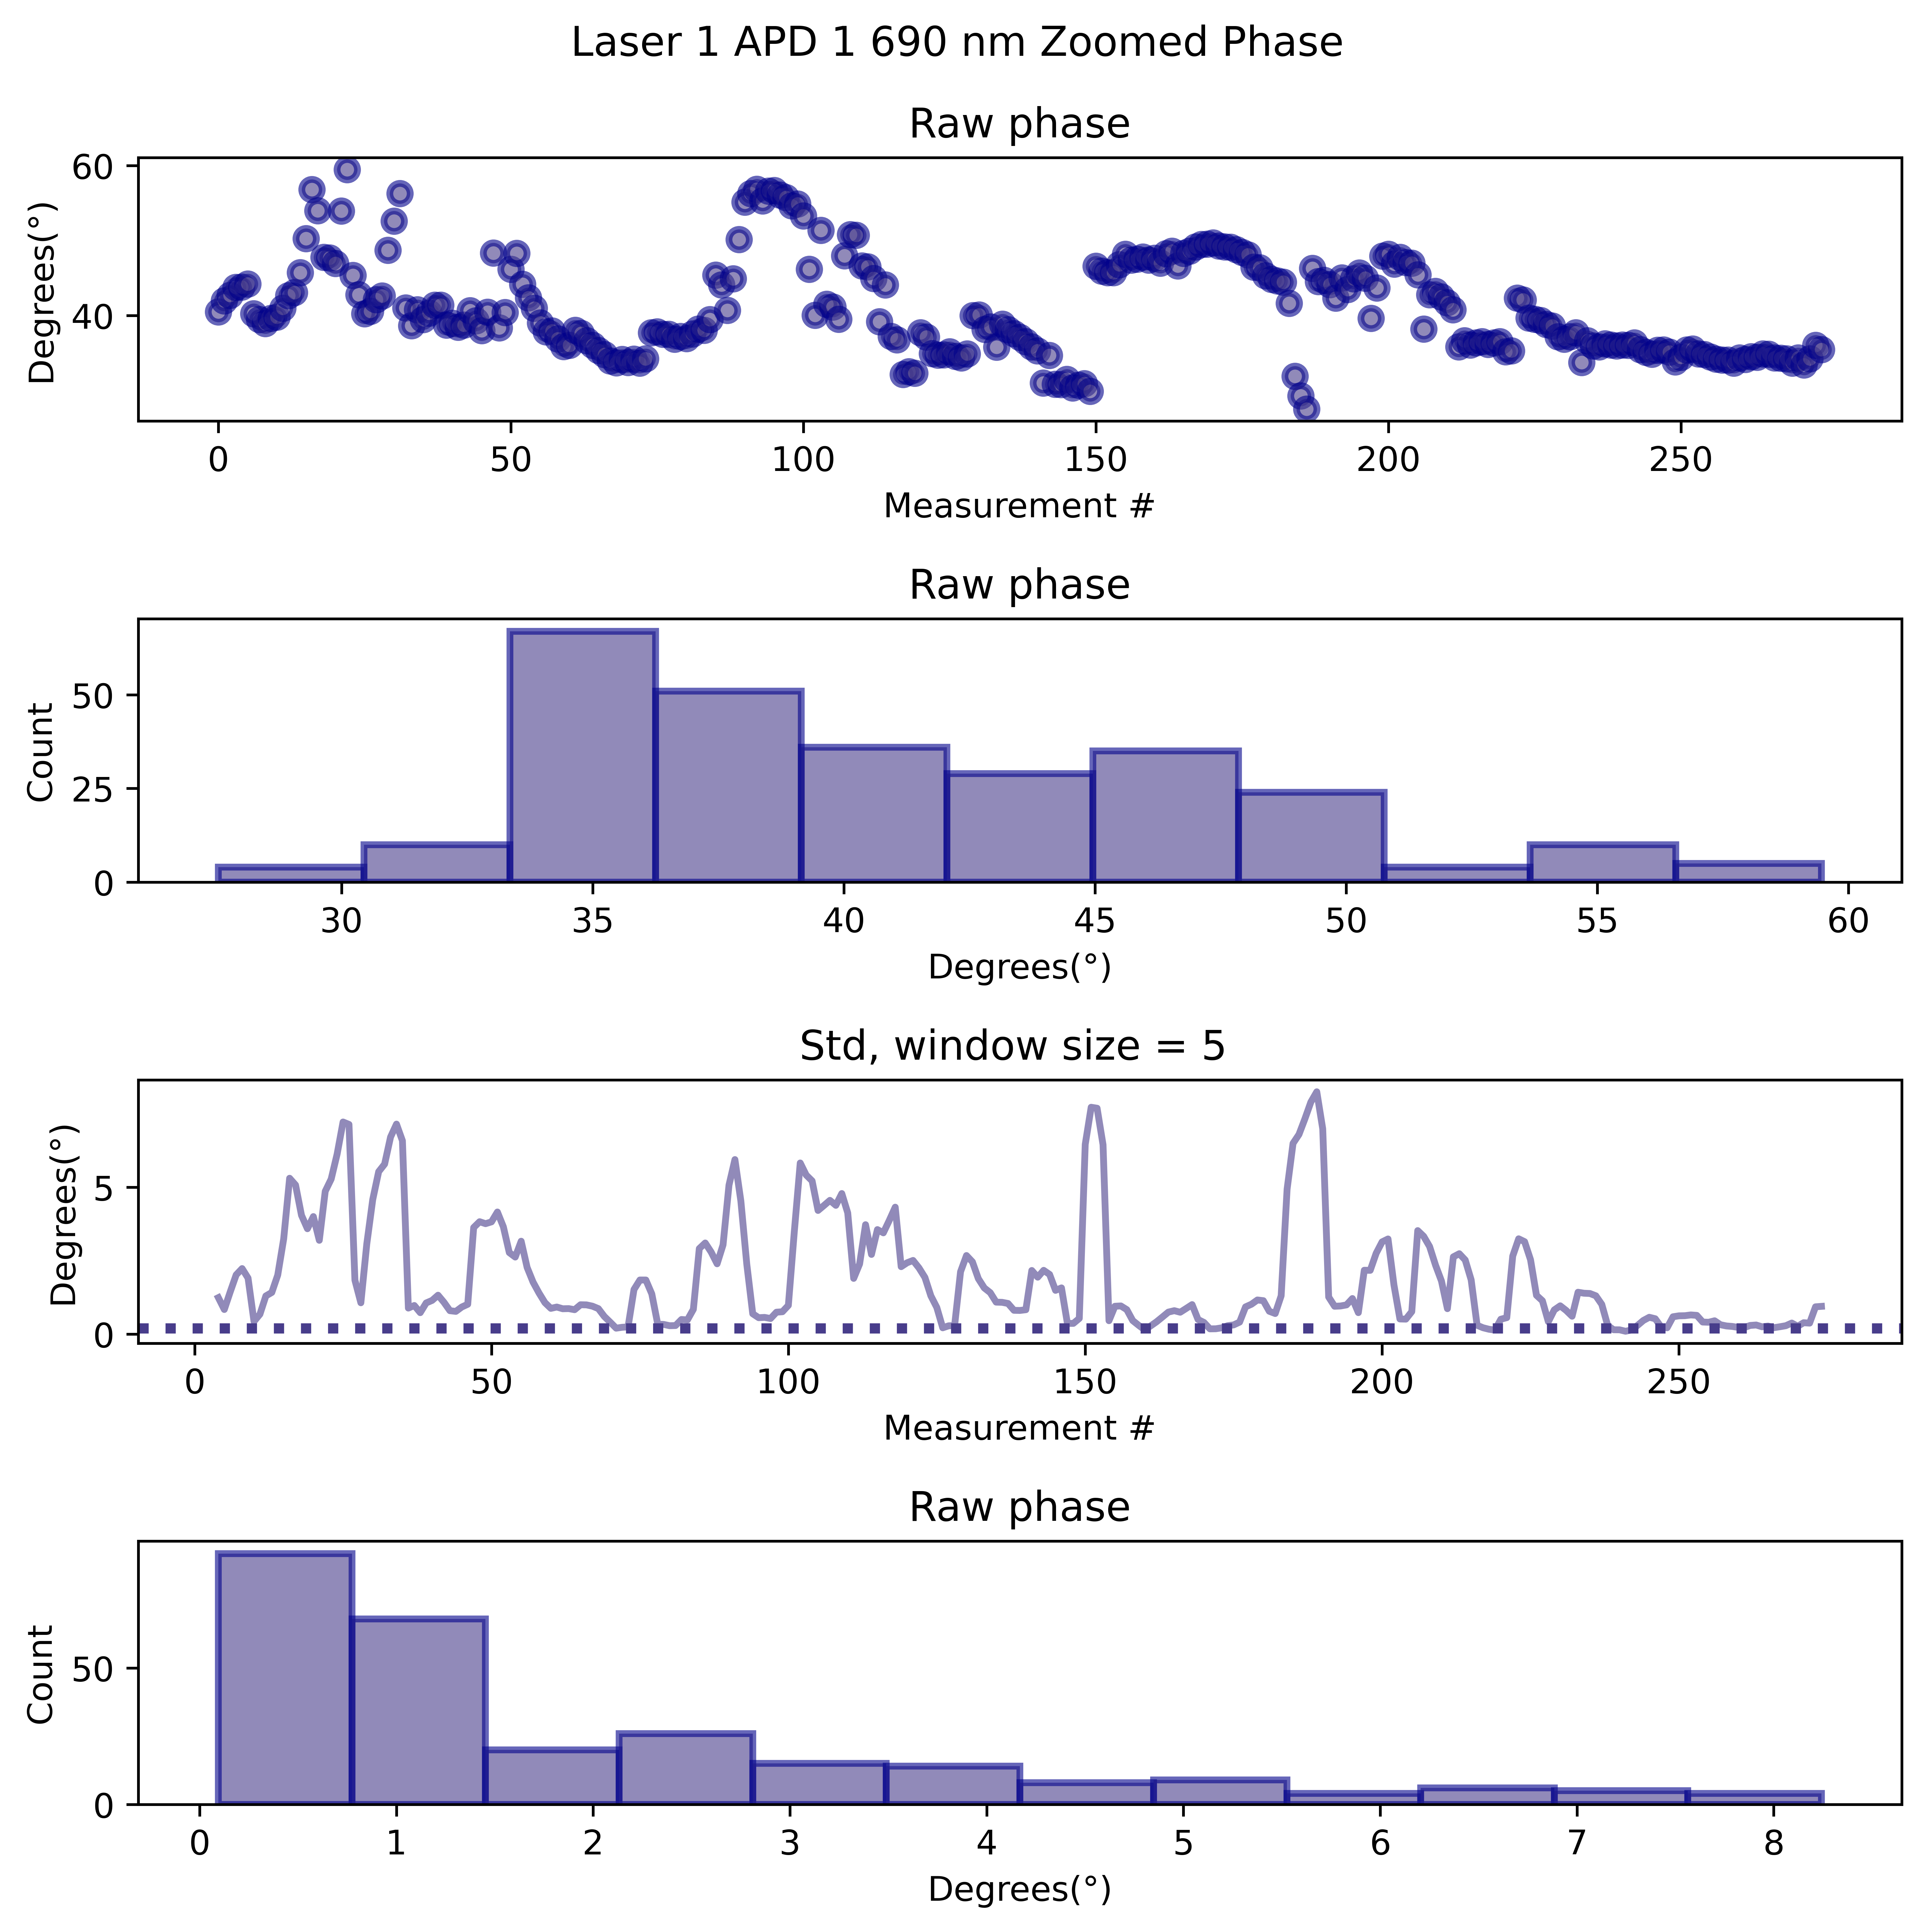 Laser 1 APD 1 690 nm Zoomed Phase
Raw phase
60
40
Degrees(°)
0 50 100 150 200 250
Measurement #
Raw phase
50
25
0
Count
30 35 40 45 50 55 60
Degrees(°)
Std, window size = 5
5
0
Degrees(°)
0 50 100 150 200 250
Measurement #
Raw phase
50
0
Count
0 1 2 3 4 5 6 7 8
Degrees(°)